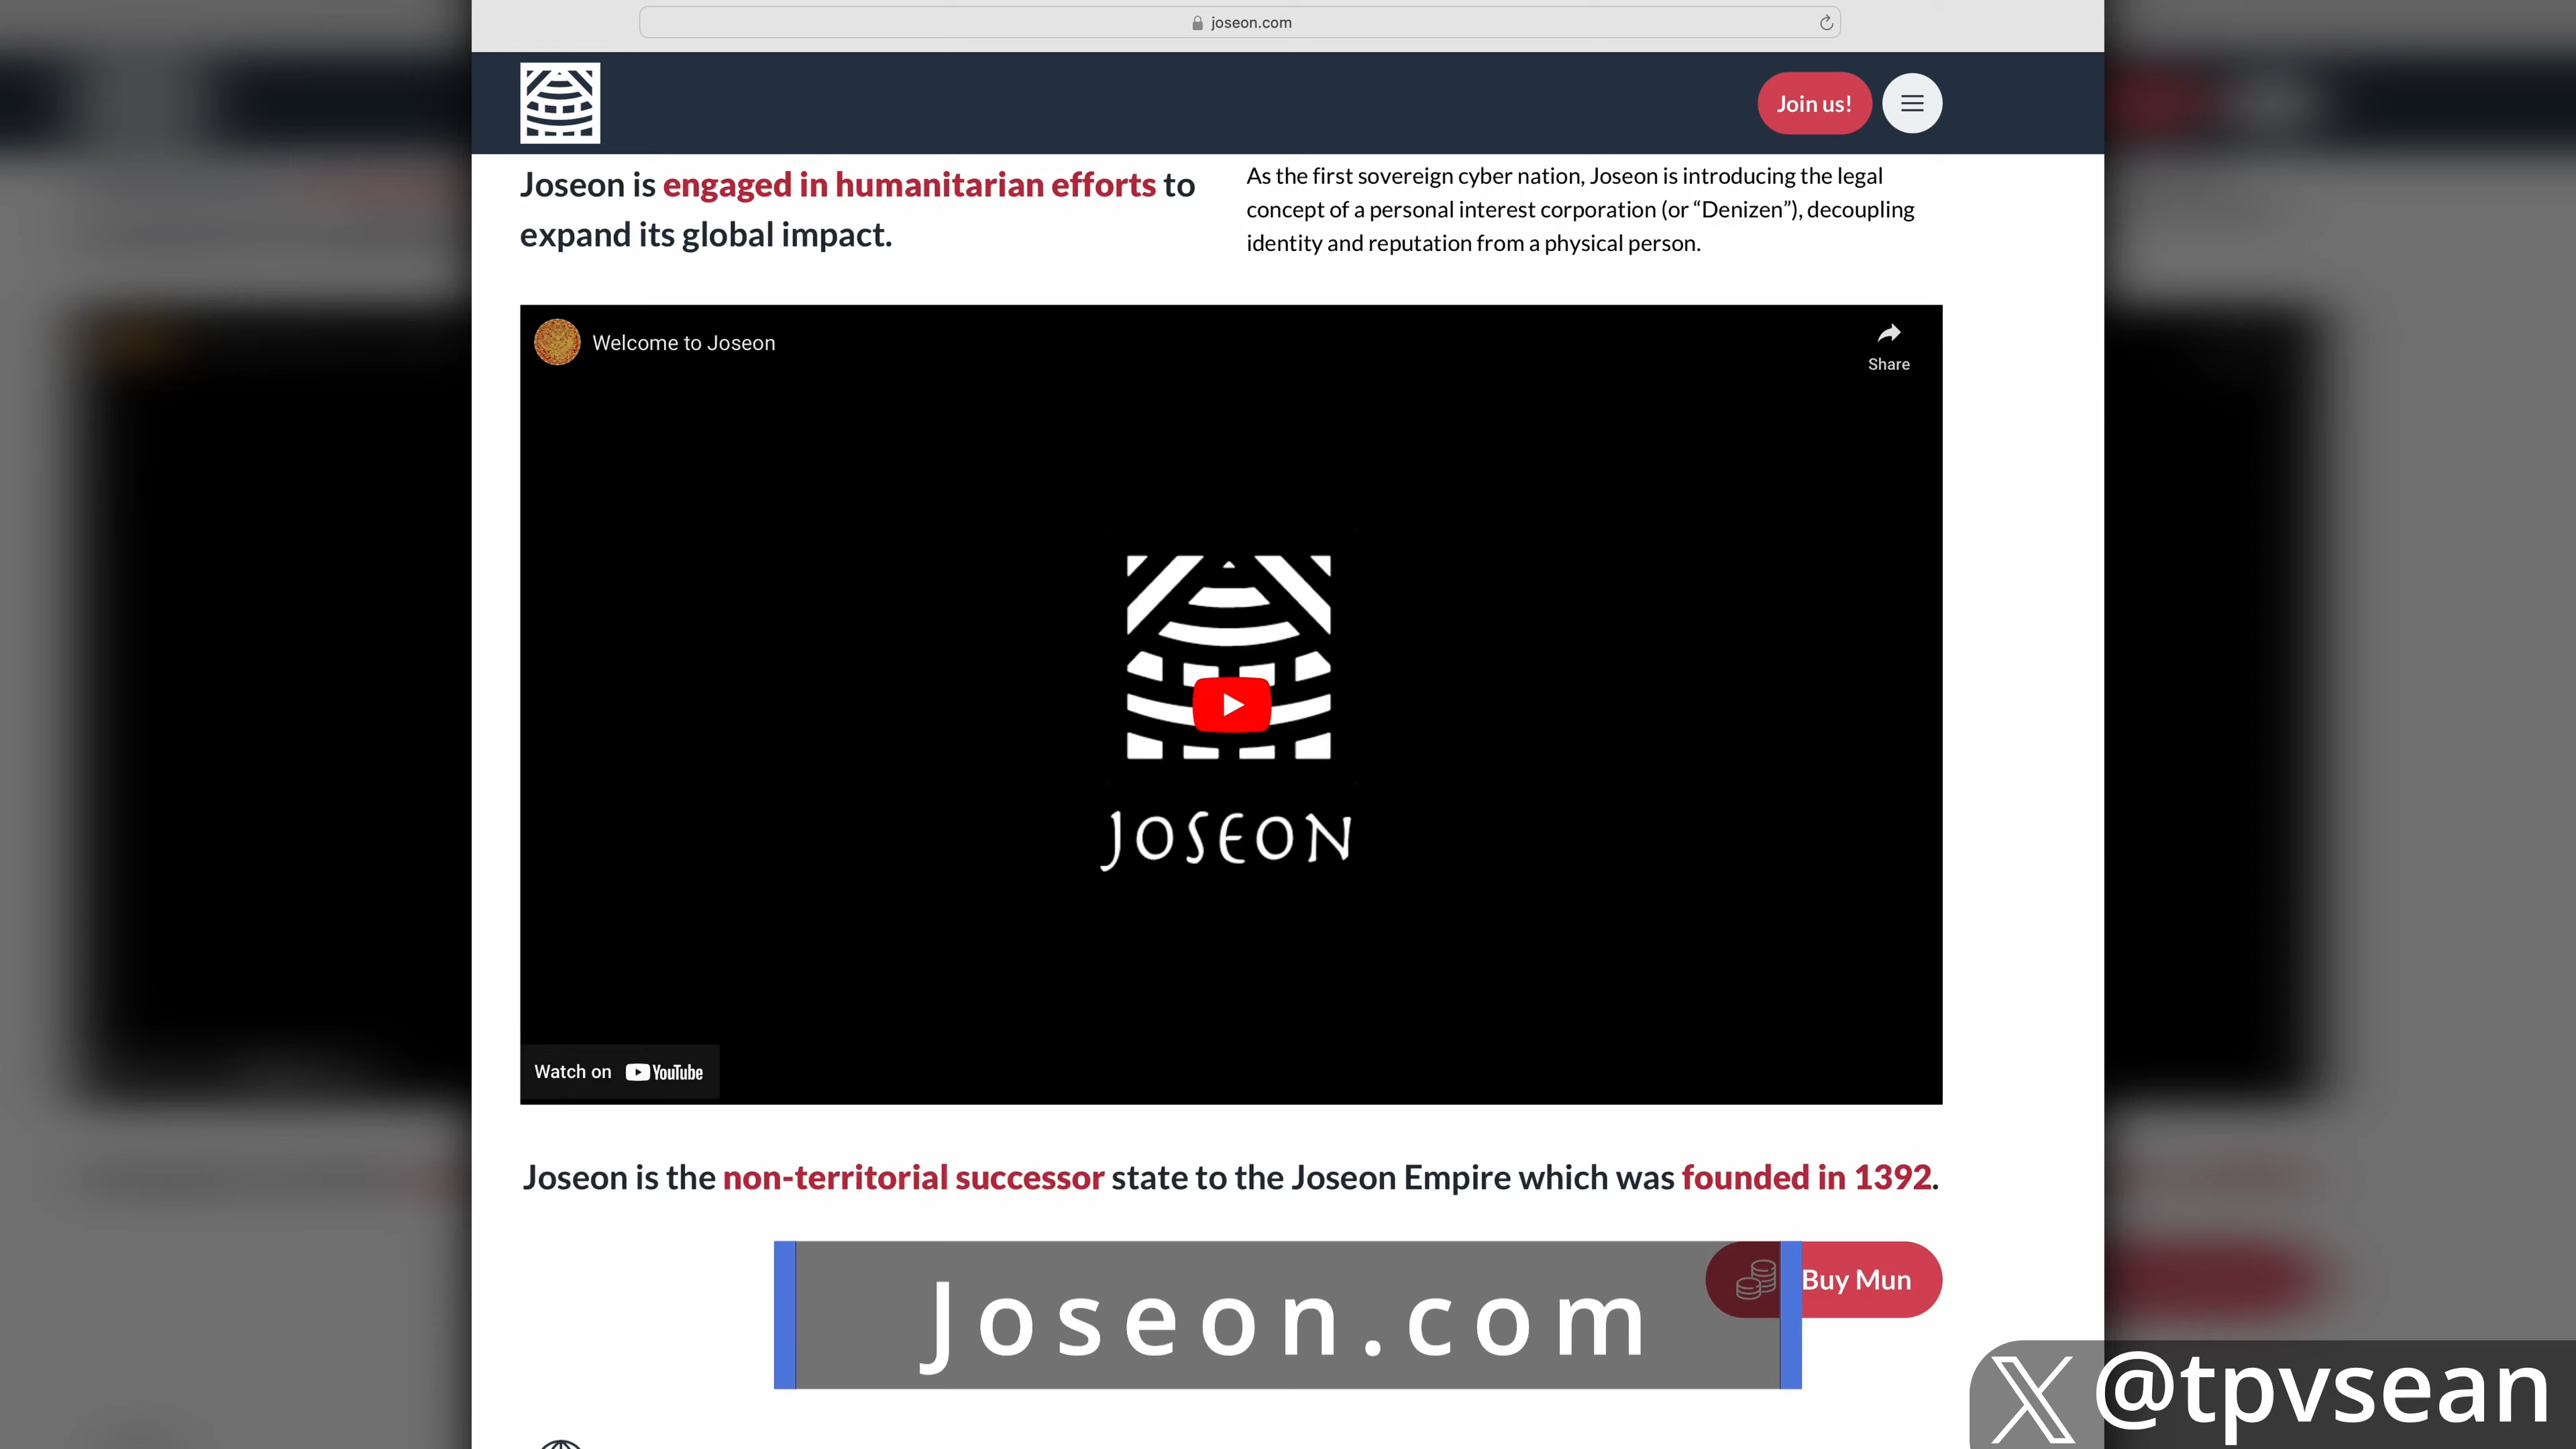 joseon.com
Join us!
Joseon is engaged in humanitarian efforts to
expand its global impact.
As the first sovereign cyber nation, Joseon is introducing the legal
concept of a personal interest corporation (or “Denizen”), decoupling
identity and reputation from a physical person.
Welcome to Joseon
Share
JOSEON
Watch on YouTube
Joseon is the non-territorial successor state to the Joseon Empire which was founded in 1392.
Buy Mun
Joseon.com
@tpvsean